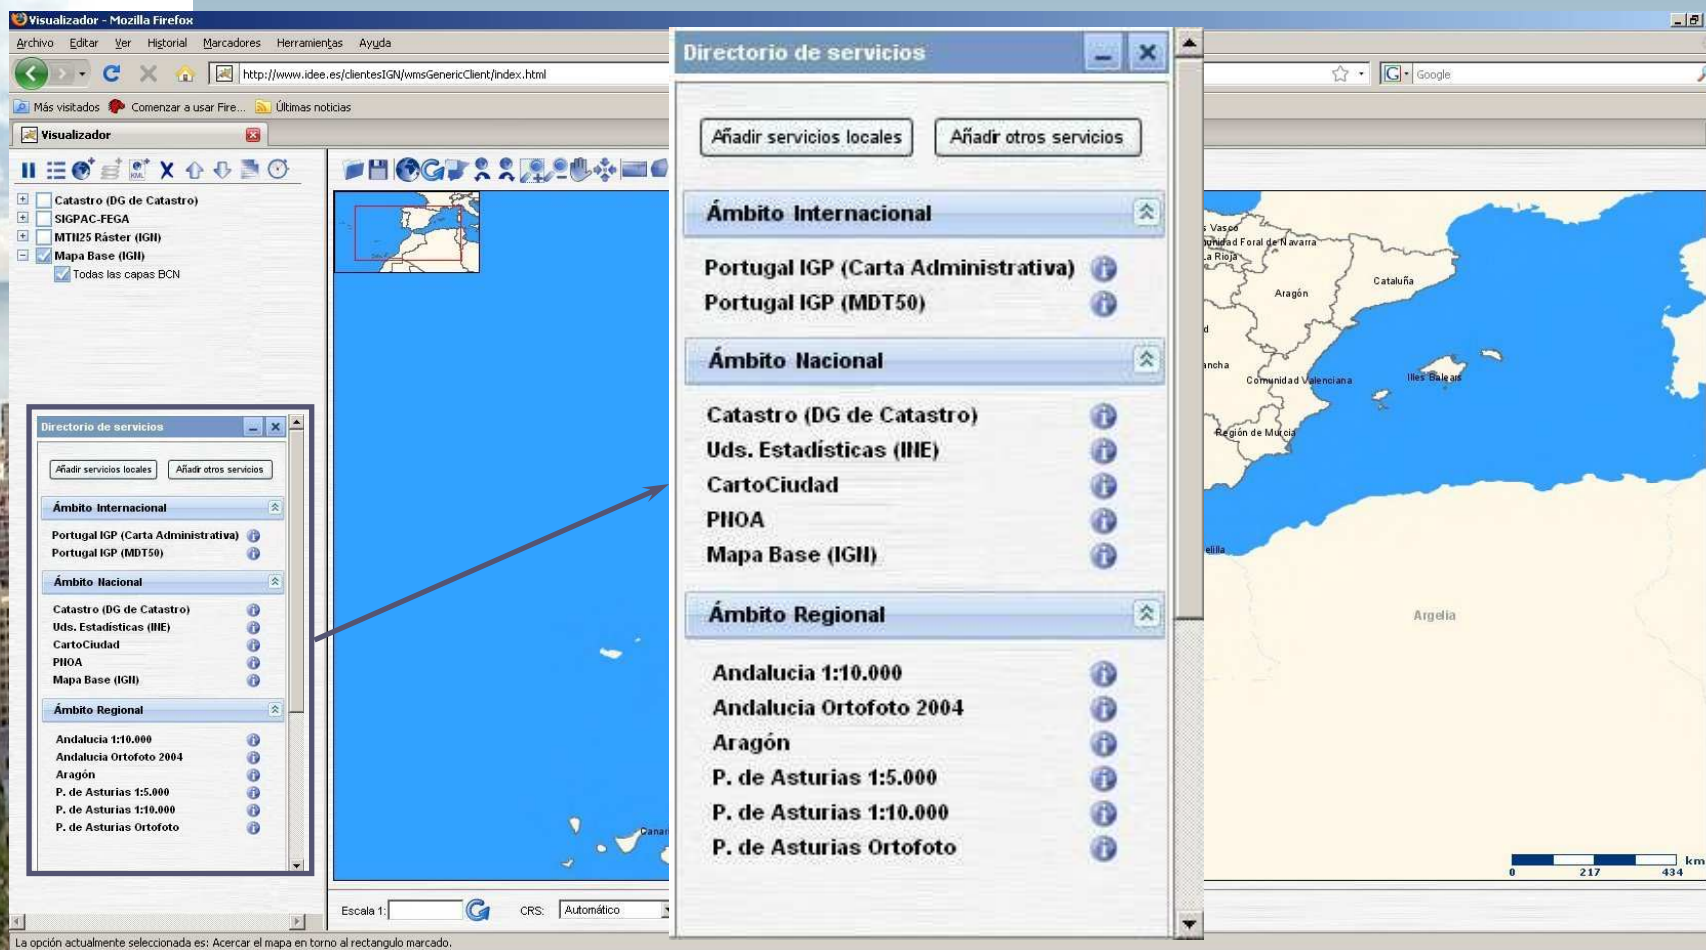 Visualizador - Mozilla Firefox
Archivo Editar Ver Historial Marcadores Herramientas Ayuda
http://www.idee.es/clientesIGN/wmsGenericClient/index.html
Google
Más visitados Comenzar a usar Fire... Últimas noticias
Visualizador
KML
Catastro (DG de Catastro)
SIGPAC-FEGA
MTN25 Ráster (IGN)
Mapa Base (IGN)
Todas las capas BCN
Directorio de servicios
Añadir servicios locales Añadir otros servicios
Ámbito Internacional
Portugal IGP (Carta Administrativa)
Portugal IGP (MDT50)
Ámbito Nacional
Catastro (DG de Catastro)
Uds. Estadísticas (INE)
CartoCiudad
PNOA
Mapa Base (IGN)
Ámbito Regional
Andalucia 1:10.000
Andalucia Ortofoto 2004
Aragón
P. de Asturias 1:5.000
P. de Asturias 1:10.000
P. de Asturias Ortofoto
Directorio de servicios
Añadir servicios locales Añadir otros servicios
Ámbito Internacional
Portugal IGP (Carta Administrativa)
Portugal IGP (MDT50)
Ámbito Nacional
Catastro (DG de Catastro)
Uds. Estadísticas (INE)
CartoCiudad
PNOA
Mapa Base (IGN)
Ámbito Regional
Andalucia 1:10.000
Andalucia Ortofoto 2004
Aragón
P. de Asturias 1:5.000
P. de Asturias 1:10.000
P. de Asturias Ortofoto
Vasco
Foral de Navarra
La Rioja
Aragón
Cataluña
Comunidad Valenciana
Illes Balears
Región de Murcia
Argelia
0 217 434 km
Escala 1: CRS: Automático
La opción actualmente seleccionada es: Acercar el mapa en torno al rectangulo marcado.